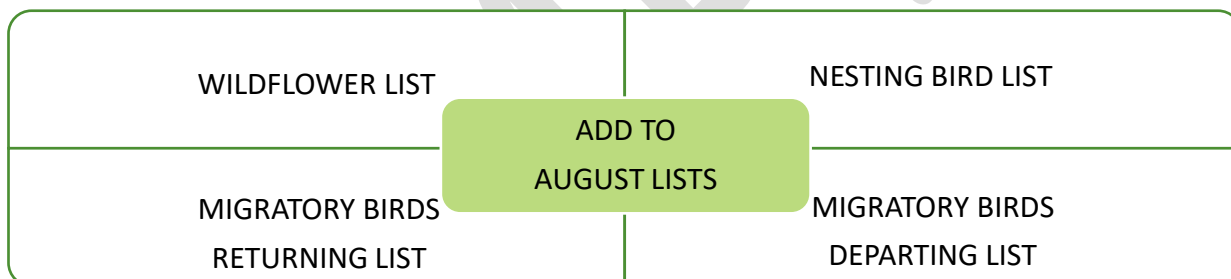 WILDFLOWER LIST
NESTING BIRD LIST
ADD TO
AUGUST LISTS
MIGRATORY BIRDS
RETURNING LIST
MIGRATORY BIRDS
DEPARTING LIST